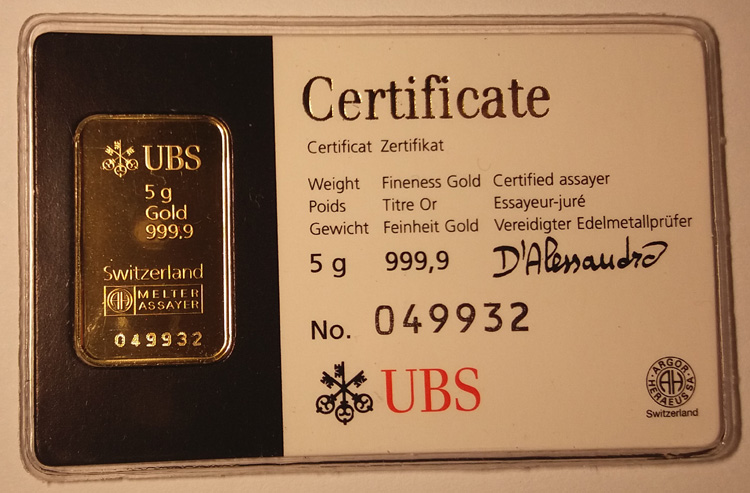 UBS
5 g
Gold
999,9
Switzerland
AH MELTER
ASSAYER
049932
Certificate
Certificat Zertifikat
Weight Fineness Gold Certified assayer
Poids Titre Or Essayeur-juré
Gewicht Feinheit Gold Vereidigter Edelmetallprüfer
5 g 999,9 D'Alessandro
No. 049932
UBS
ARGOR
AH
HERAEUS SA
Switzerland